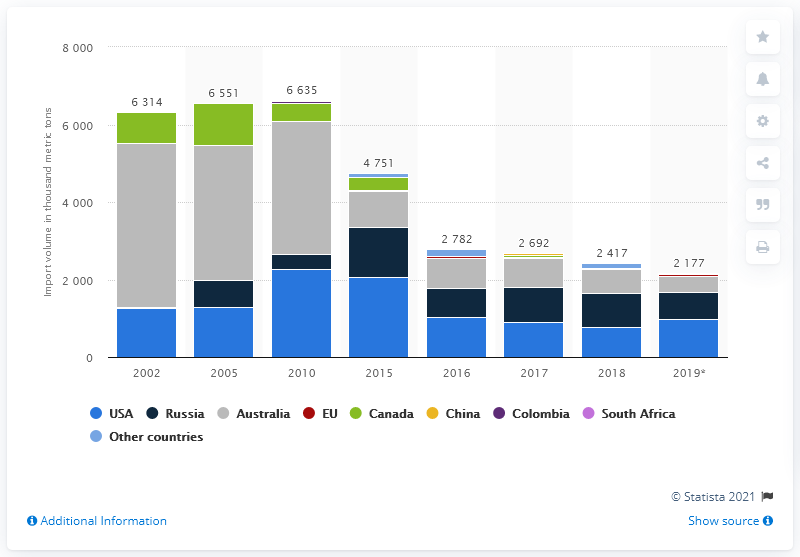 8 000
6 000
4 000
2 000
0
Import volume in thousand metric tons
6 314
6 551
6 635
4 751
2 782
2 692
2 417
2 177
2002
2005
2010
2015
2016
2017
2018
2019*
USA
Russia
Australia
EU
Canada
China
Colombia
South Africa
Other countries
© Statista 2021
Additional Information
Show source